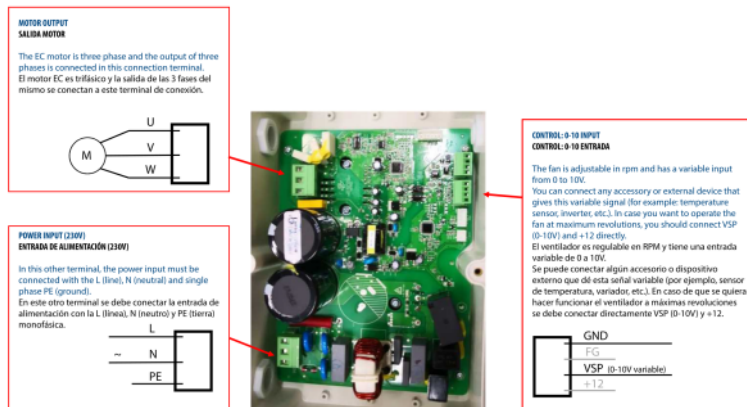 MOTOR OUTPUT
SALIDA MOTOR
The EC motor is three phase and the output of three
phases is connected in this connection terminal.
El motor EC es trifásico y la salida de las 3 fases del
mismo se conectan a este terminal de conexión.
U
M
V
W
POWER INPUT (230V)
ENTRADA DE ALIMENTACIÓN (230V)
In this other terminal, the power input must be
connected with the L (line), N (neutral) and single
phase PE (ground).
En este otro terminal se debe conectar la entrada de
alimentación con la L (línea), N (neutro) y PE (tierra)
monofásica.
L
~ N
PE
CONTROL: 0-10 INPUT
CONTROL: 0-10 ENTRADA
The fan is adjustable in rpm and has a variable input
from 0 to 10V.
You can connect any accessory or external device that
gives this variable signal (for example: temperature
sensor, inverter, etc.). In case you want to operate the
fan at maximum revolutions, you should connect VSP
(0-10V) and +12 directly.
El ventilador es regulable en RPM y tiene una entrada
variable de 0 a 10V.
Se puede conectar algún accesorio o dispositivo
externo que dé esta señal variable (por ejemplo, sensor
de temperatura, variador, etc.). En caso de que se quiera
hacer funcionar el ventilador a máximas revoluciones
se debe conectar directamente VSP (0-10V) y +12.
GND
FG
VSP (0-10V variable)
+12